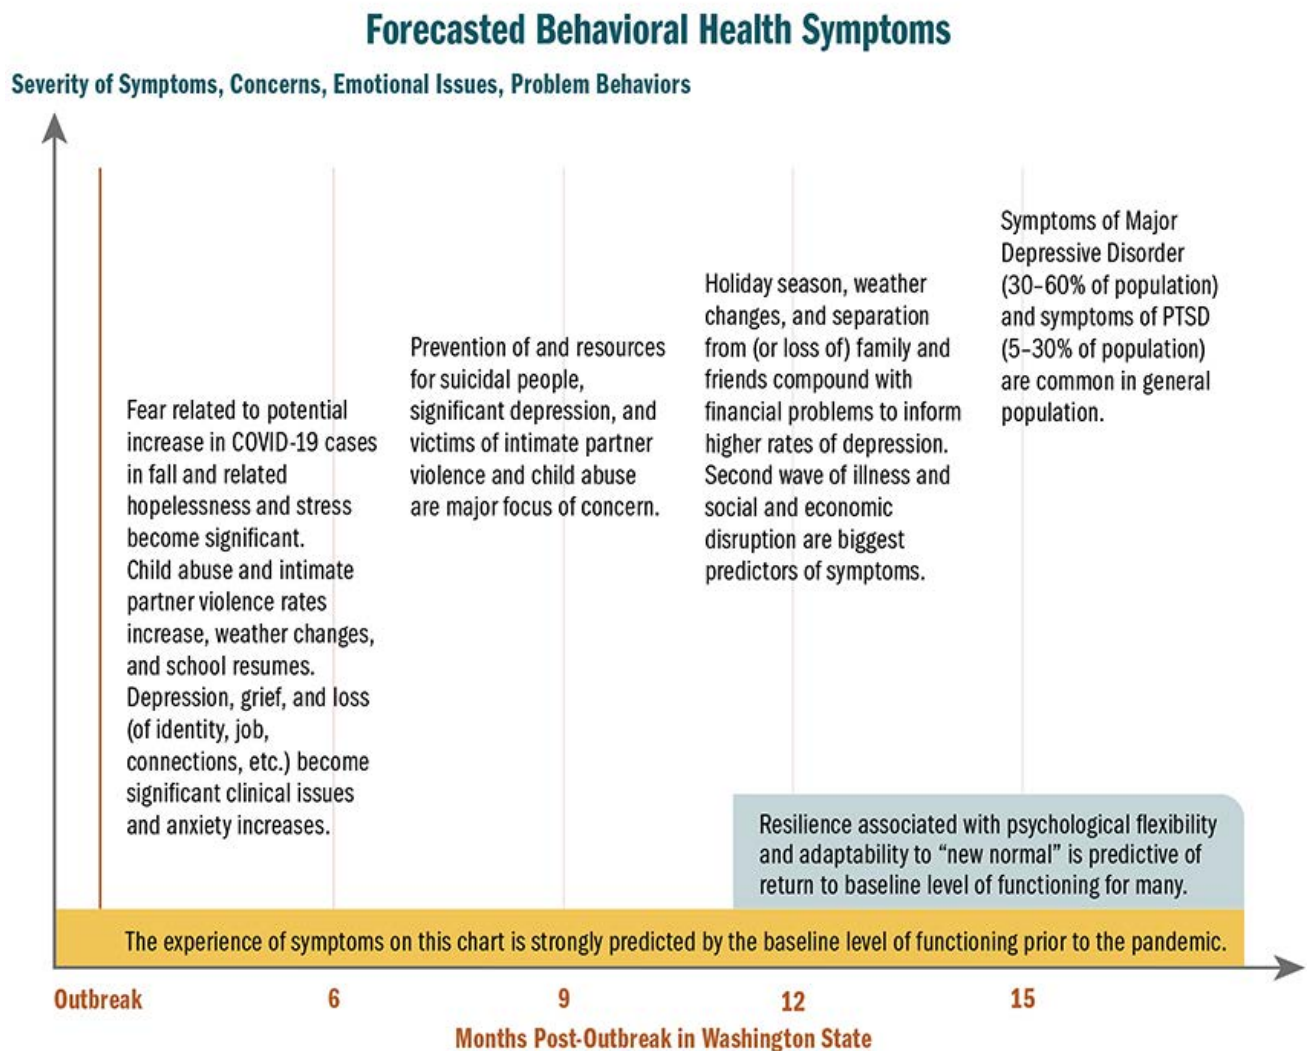 Forecasted Behavioral Health Symptoms
Severity of Symptoms, Concerns, Emotional Issues, Problem Behaviors
Fear related to potential
increase in COVID-19 cases
in fall and related
hopelessness and stress
become significant.
Child abuse and intimate
partner violence rates
increase, weather changes,
and school resumes.
Depression, grief, and loss
(of identity, job,
connections, etc.) become
significant clinical issues
and anxiety increases.
Prevention of and resources
for suicidal people,
significant depression, and
victims of intimate partner
violence and child abuse
are major focus of concern.
Holiday season, weather
changes, and separation
from (or loss of) family and
friends compound with
financial problems to inform
higher rates of depression.
Second wave of illness and
social and economic
disruption are biggest
predictors of symptoms.
Symptoms of Major
Depressive Disorder
(30–60% of population)
and symptoms of PTSD
(5–30% of population)
are common in general
population.
Resilience associated with psychological flexibility
and adaptability to “new normal” is predictive of
return to baseline level of functioning for many.
The experience of symptoms on this chart is strongly predicted by the baseline level of functioning prior to the pandemic.
Outbreak 6 9 12 15
Months Post-Outbreak in Washington State